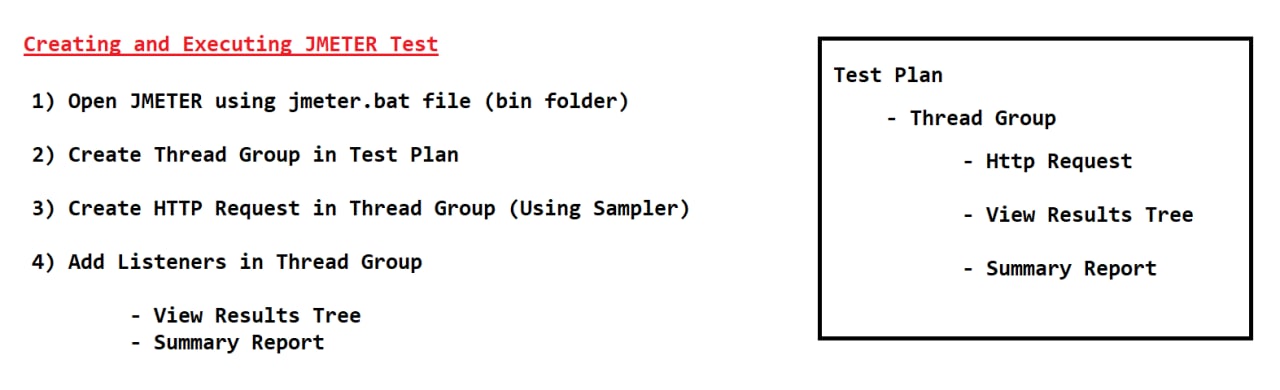 Creating and Executing JMETER Test
1) Open JMETER using jmeter.bat file (bin folder)
2) Create Thread Group in Test Plan
3) Create HTTP Request in Thread Group (Using Sampler)
4) Add Listeners in Thread Group
- View Results Tree
- Summary Report
Test Plan
- Thread Group
- Http Request
- View Results Tree
- Summary Report